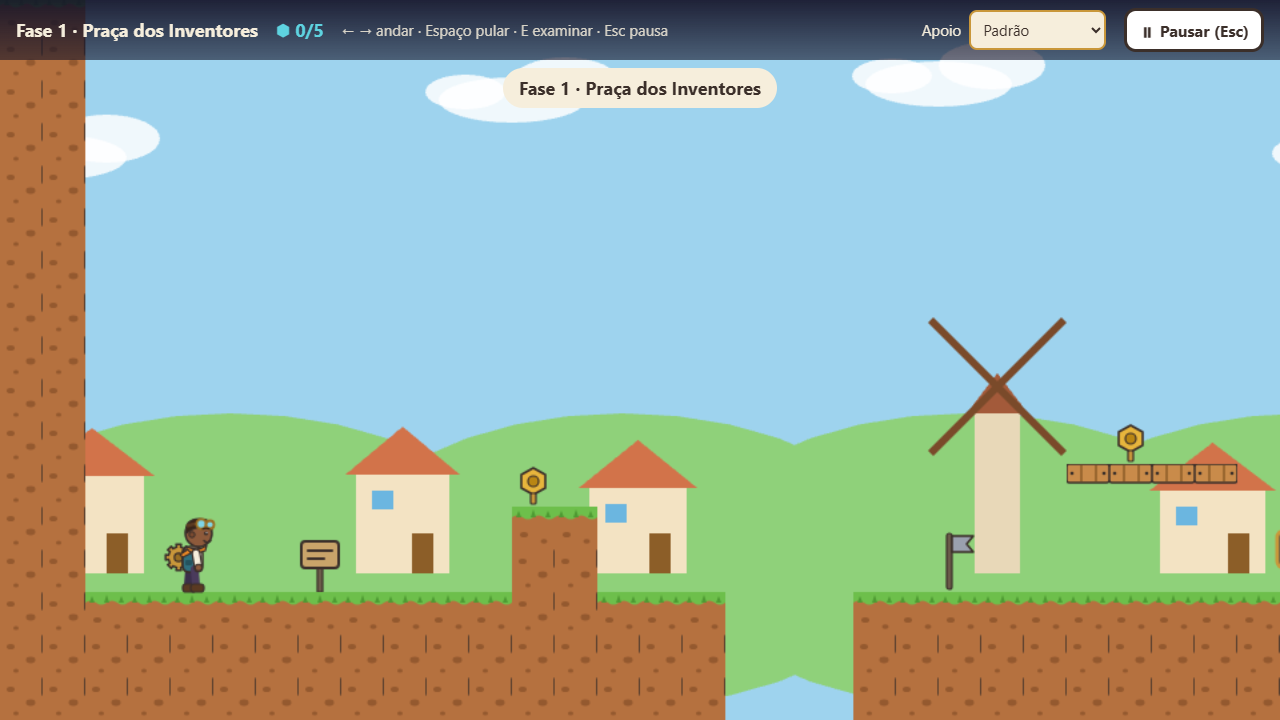 Fase 1 · Praça dos Inventores
0/5
← → andar · Espaço pular · E examinar · Esc pausa
Apoio
Padrão
Pausar (Esc)
Fase 1 · Praça dos Inventores